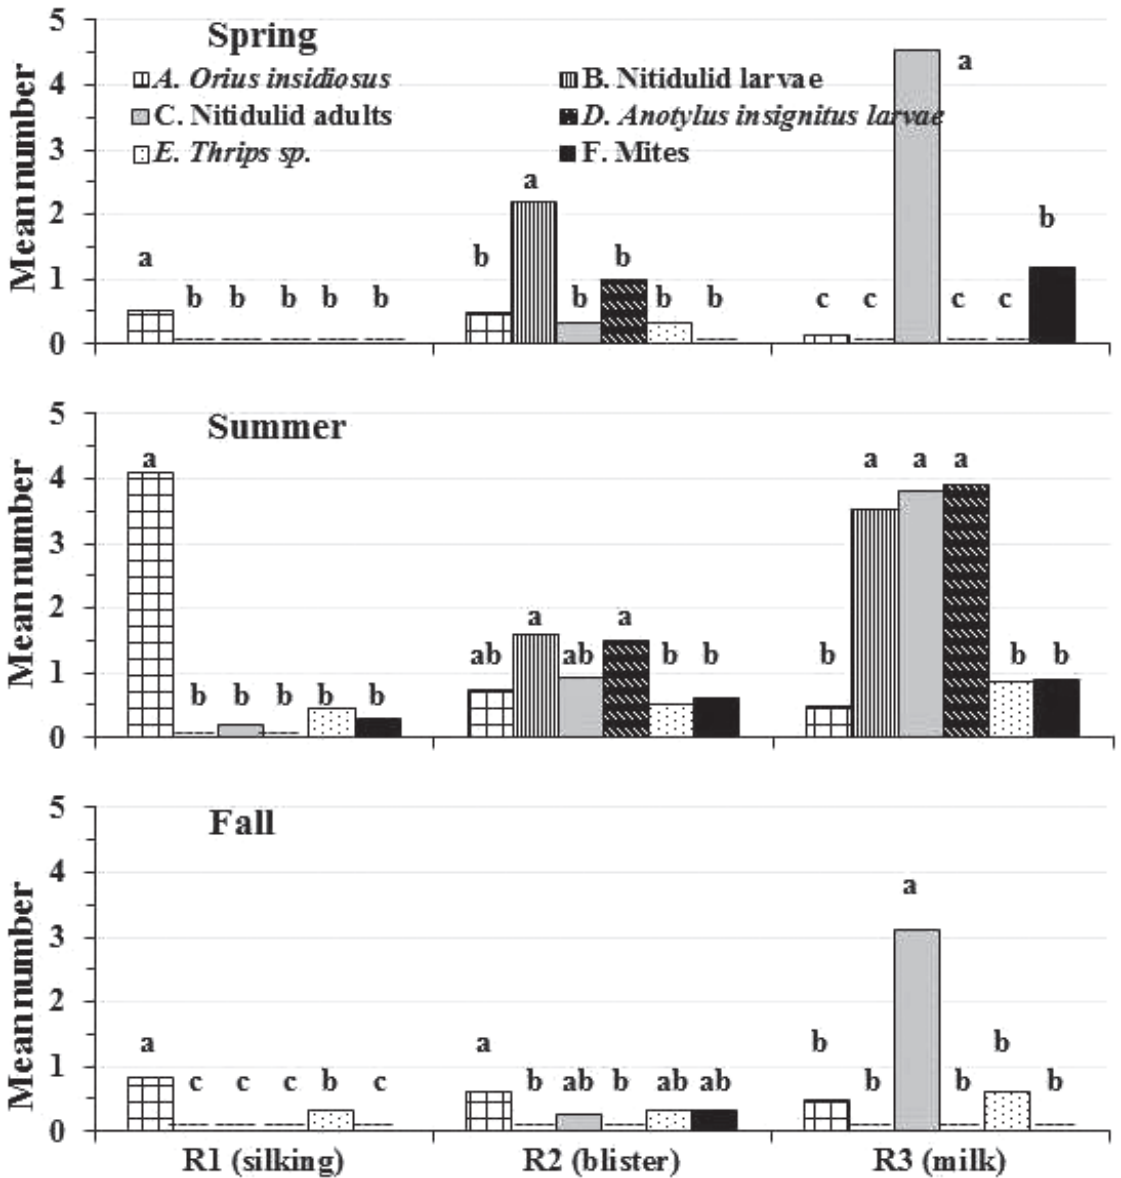 Spring
A. Orius insidiosus B. Nitidulid larvae
C. Nitidulid adults D. Anotylus insignitus larvae
E. Thrips sp. F. Mites
Mean number
5
4
3
2
1
0
a b b b b b
b a b b b b
c c a c c b
Summer
Mean number
5
4
3
2
1
0
a b b b b b
ab a ab a b b
b a a a b b
Fall
Mean number
5
4
3
2
1
0
a c c c b c
a b ab b ab ab
b b a b b b
R1 (silking) R2 (blister) R3 (milk)